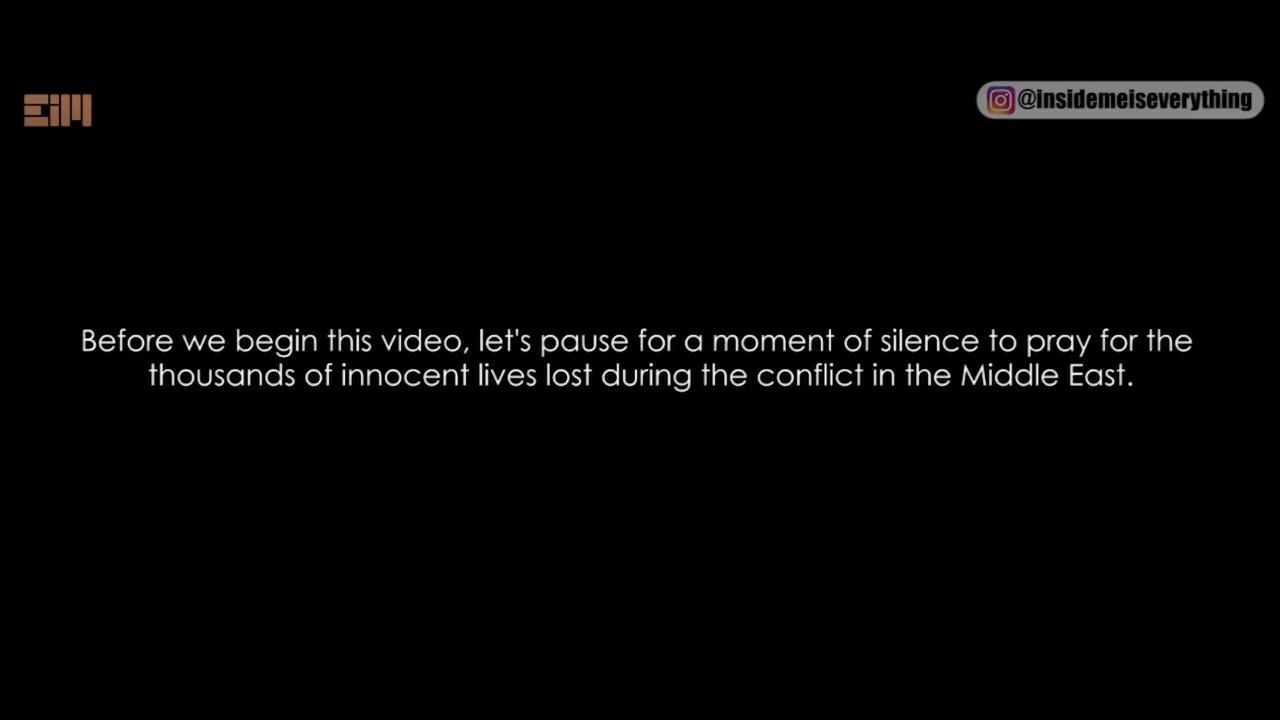 EiM
@insidemeiseverything
Before we begin this video, let's pause for a moment of silence to pray for the
thousands of innocent lives lost during the conflict in the Middle East.